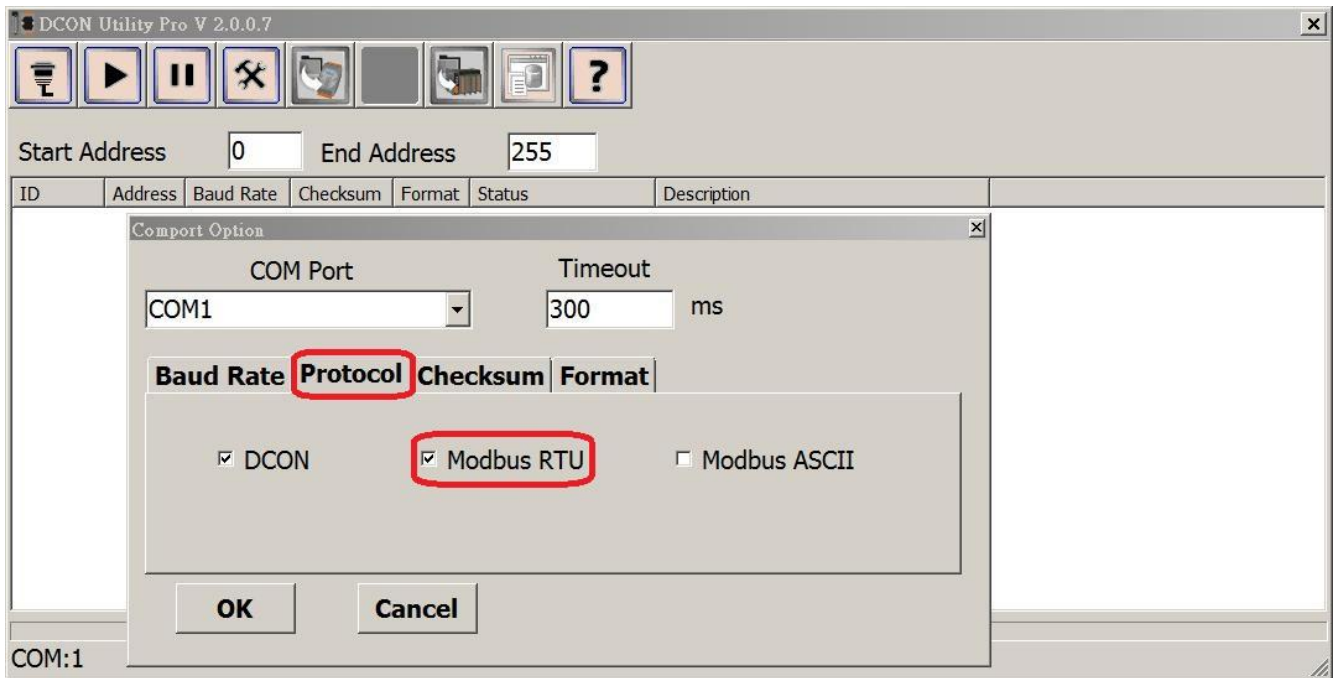 DCON Utility Pro V 2.0.0.7
?
Start Address 0 End Address 255
ID Address Baud Rate Checksum Format Status Description
Comport Option
COM Port Timeout
COM1 300 ms
Baud Rate Protocol Checksum Format
DCON Modbus RTU Modbus ASCII
OK Cancel
COM:1